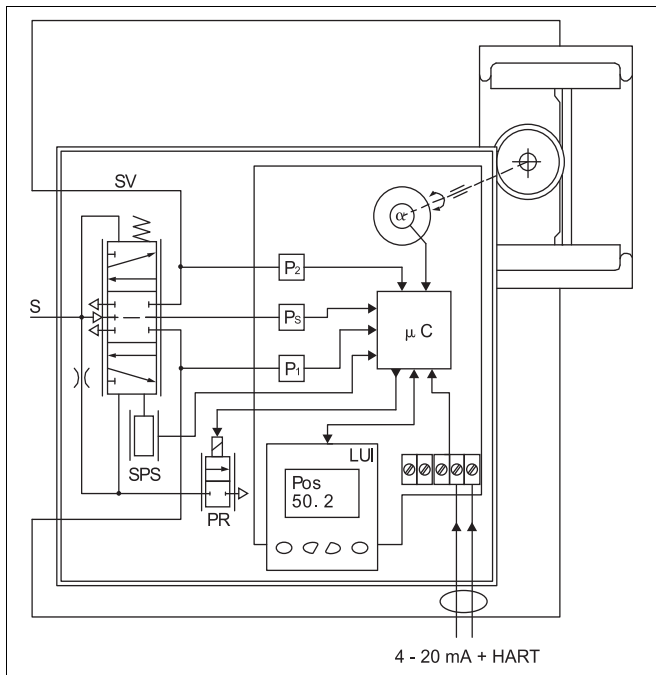 SV
α
S
P2
PS
μ C
P1
SPS
PR
LUI
Pos
50.2
4 - 20 mA + HART